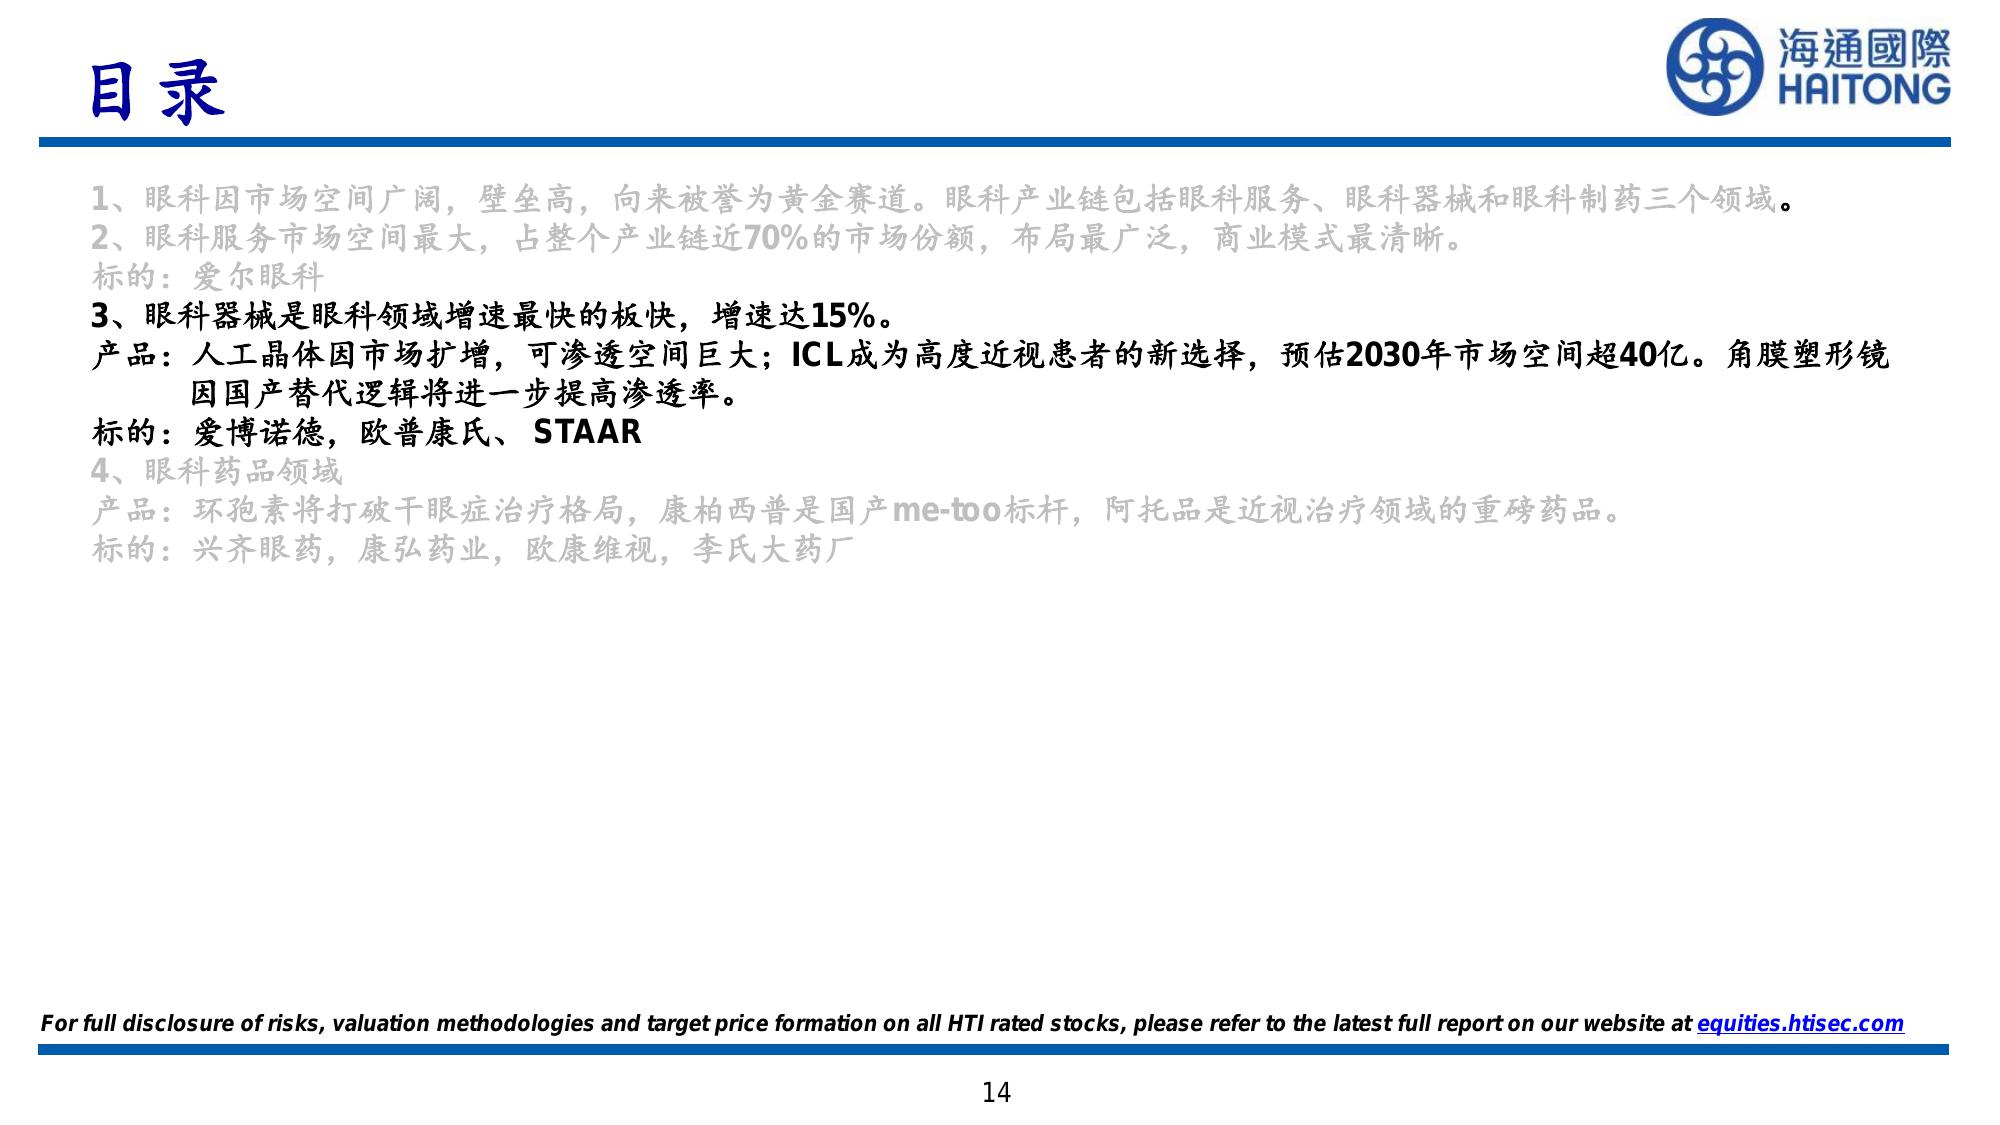 目录
海通國際
HAITONG
1、眼科因市场空间广阔，壁垒高，向来被誉为黄金赛道。眼科产业链包括眼科服务、眼科器械和眼科制药三个领域。
2、眼科服务市场空间最大，占整个产业链近70%的市场份额，布局最广泛，商业模式最清晰。
标的：爱尔眼科
3、眼科器械是眼科领域增速最快的板快，增速达15%。
产品：人工晶体因市场扩增，可渗透空间巨大；ICL成为高度近视患者的新选择，预估2030年市场空间超40亿。角膜塑形镜
因国产替代逻辑将进一步提高渗透率。
标的：爱博诺德，欧普康氏、 STAAR
4、眼科药品领域
产品：环孢素将打破干眼症治疗格局，康柏西普是国产me-too标杆，阿托品是近视治疗领域的重磅药品。
标的：兴齐眼药，康弘药业，欧康维视，李氏大药厂
For full disclosure of risks, valuation methodologies and target price formation on all HTI rated stocks, please refer to the latest full report on our website at equities.htisec.com
14